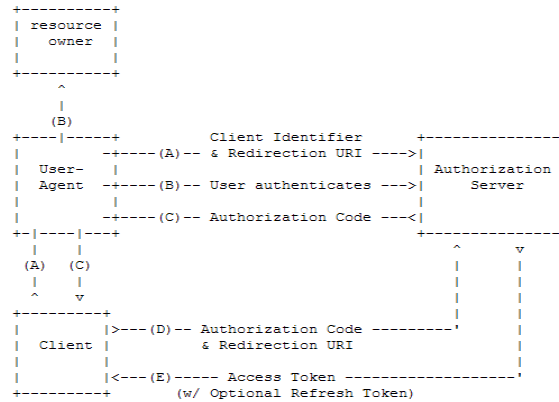 resource
owner
(B)
Client Identifier
(A) & Redirection URI
User-
Agent
Authorization
Server
(B) User authenticates
(C) Authorization Code
(A) (C)
(D) Authorization Code
& Redirection URI
Client
(E) Access Token
(w/ Optional Refresh Token)